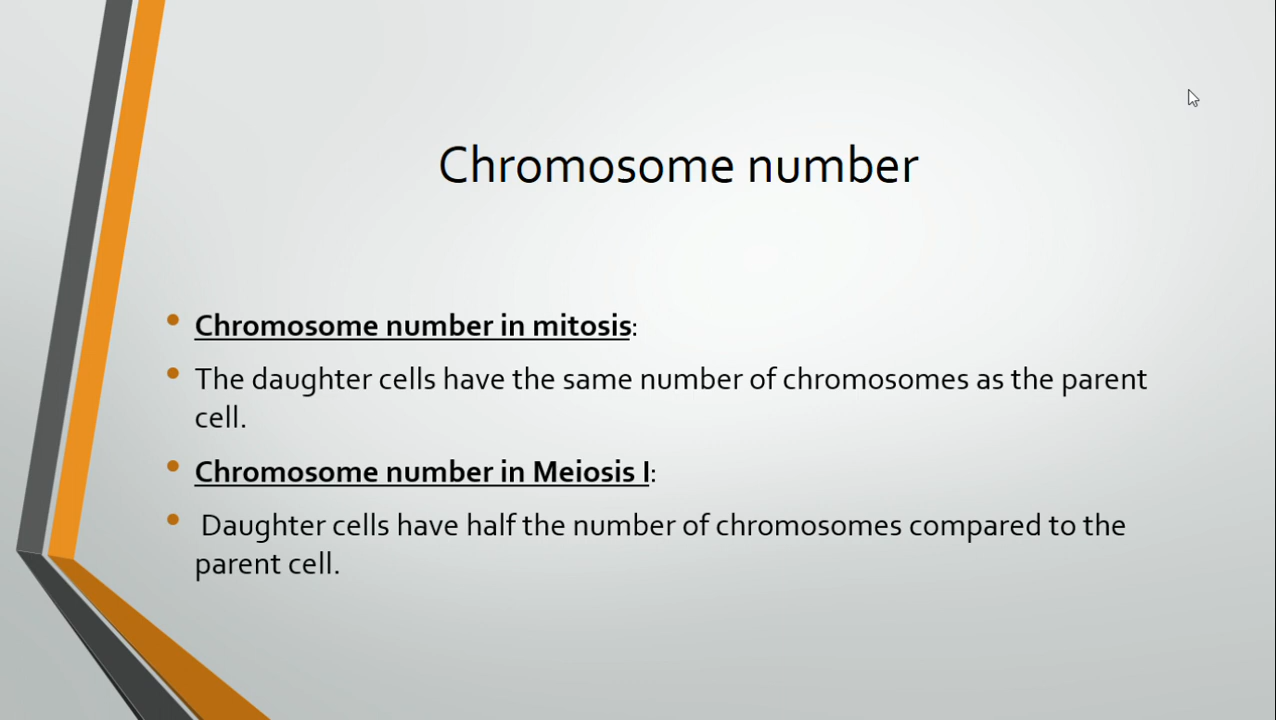 Chromosome number
• Chromosome number in mitosis:
• The daughter cells have the same number of chromosomes as the parent
cell.
• Chromosome number in Meiosis I:
• Daughter cells have half the number of chromosomes compared to the
parent cell.